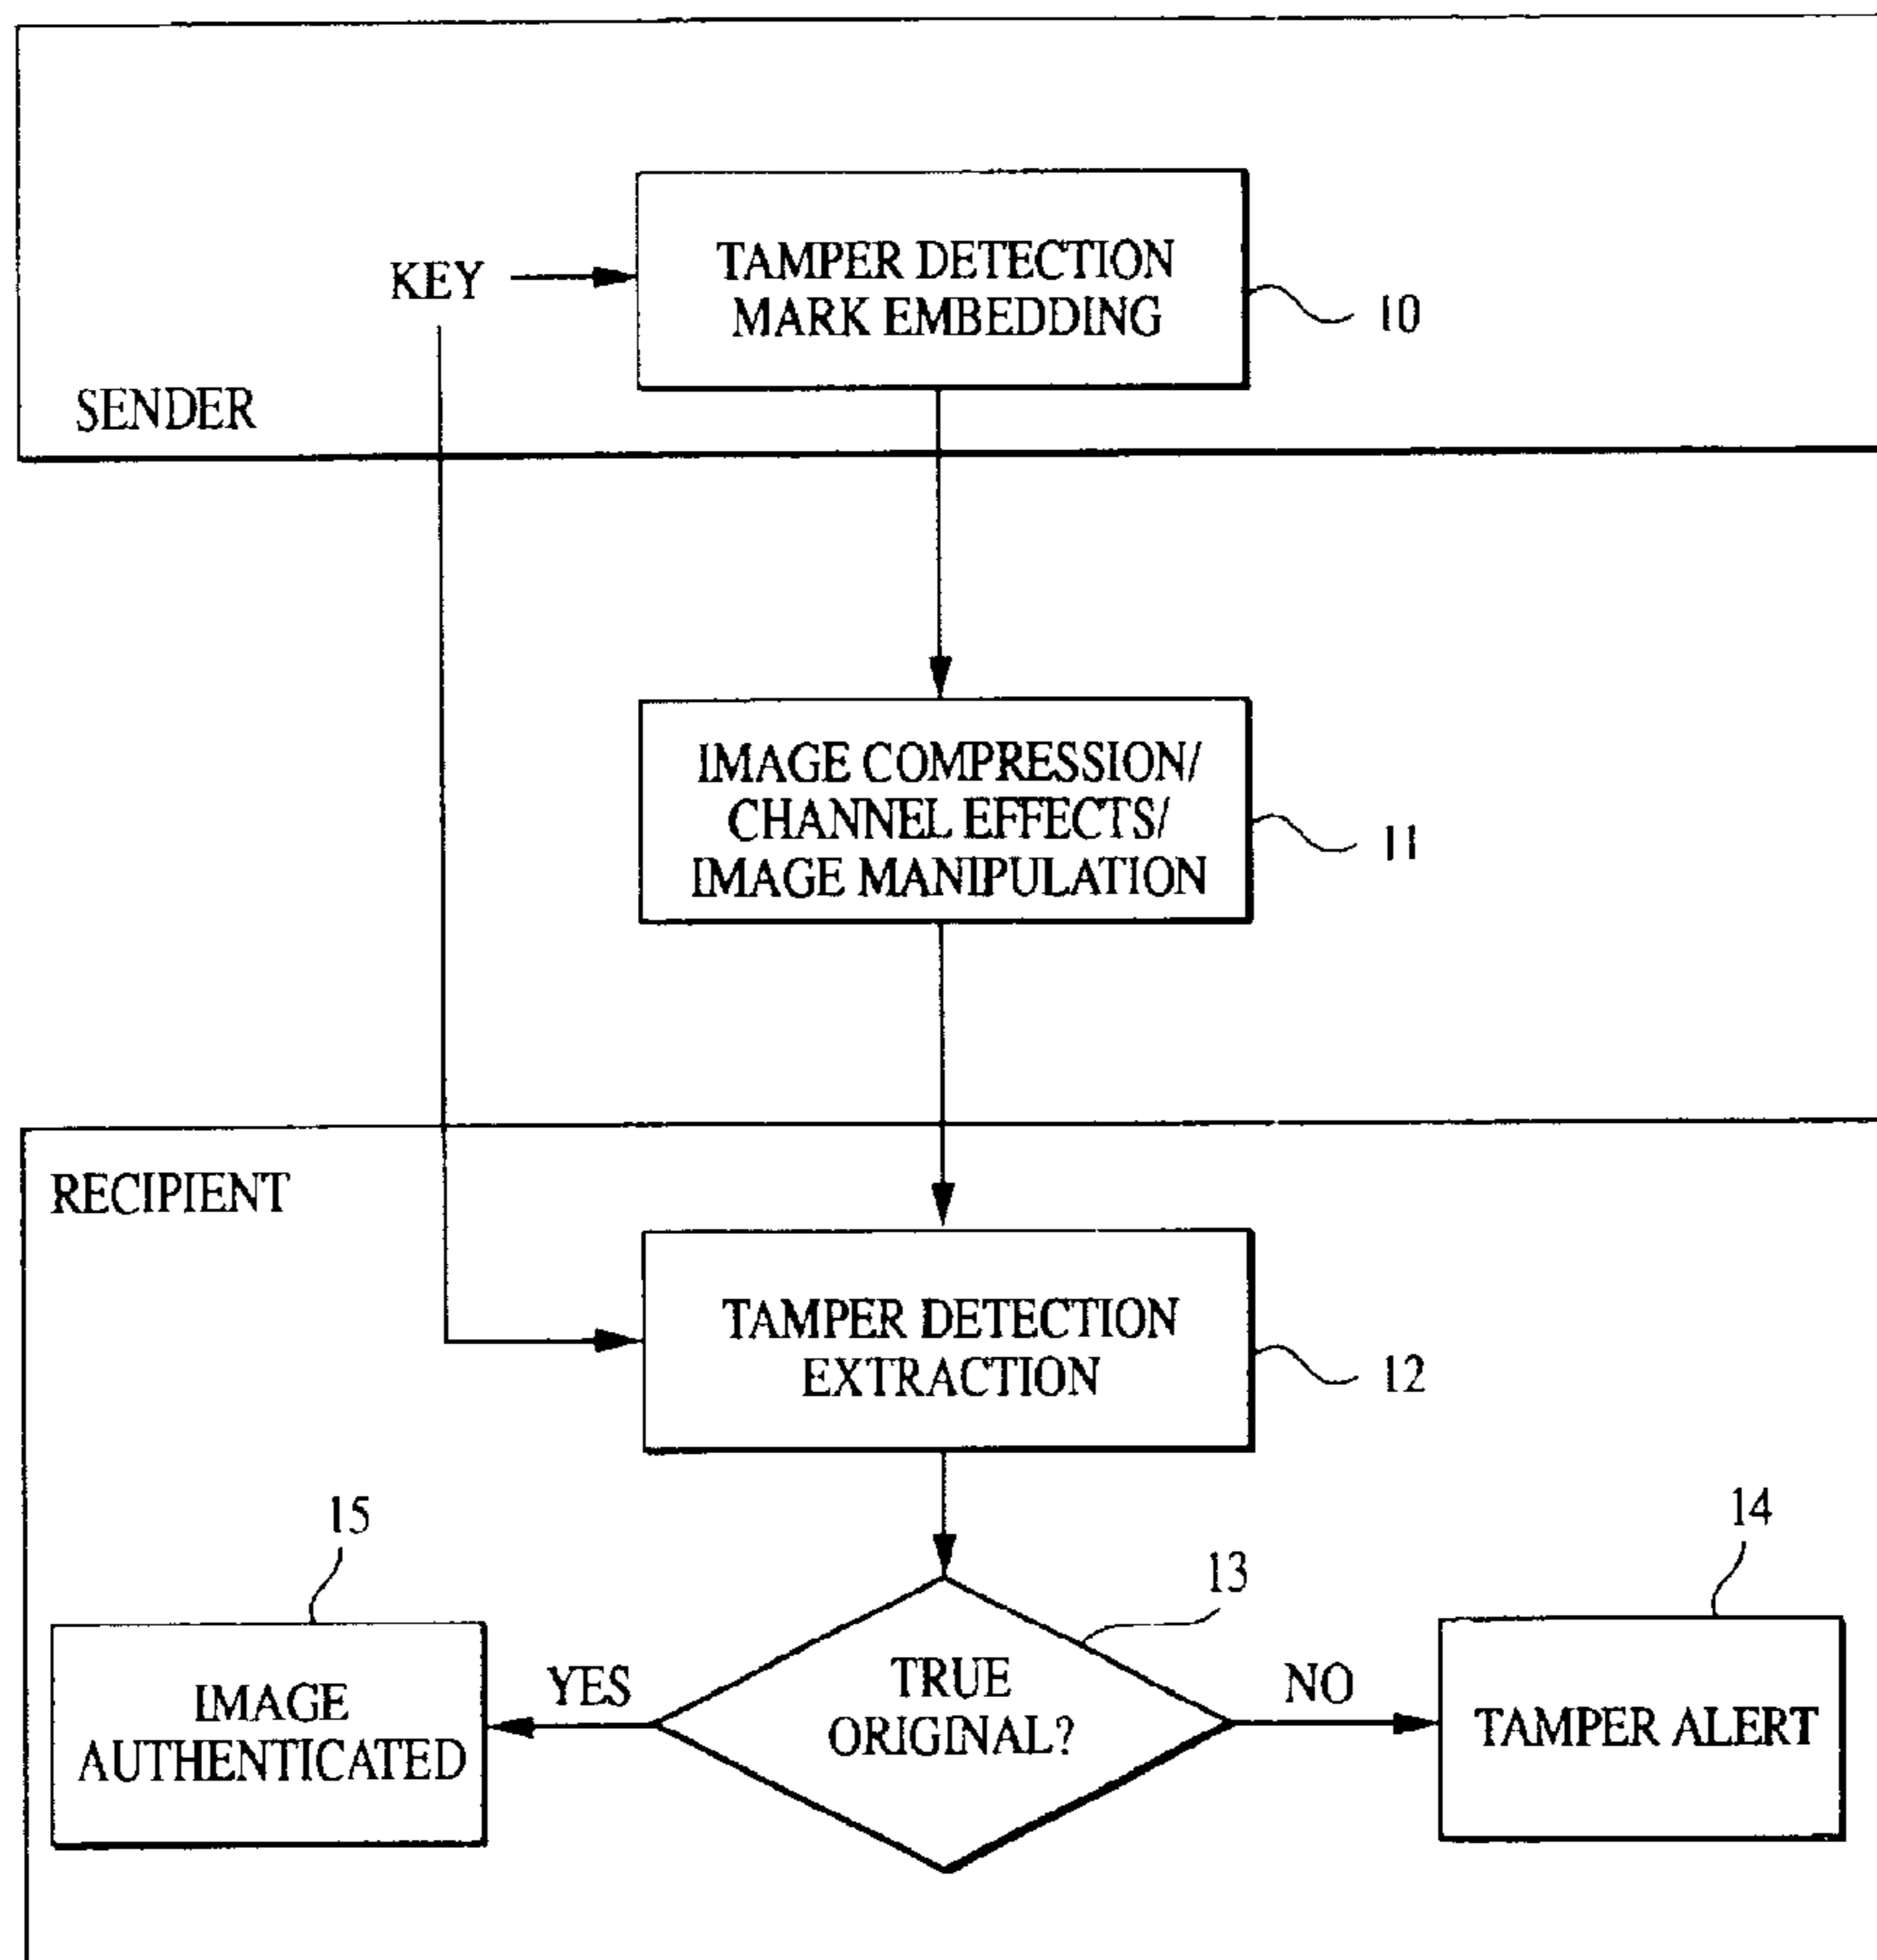 KEY
TAMPER DETECTION
MARK EMBEDDING
10
SENDER
IMAGE COMPRESSION/
CHANNEL EFFECTS/
IMAGE MANIPULATION
11
RECIPIENT
TAMPER DETECTION
EXTRACTION
12
15
14
13
IMAGE
AUTHENTICATED
YES
TRUE
ORIGINAL?
NO
TAMPER ALERT